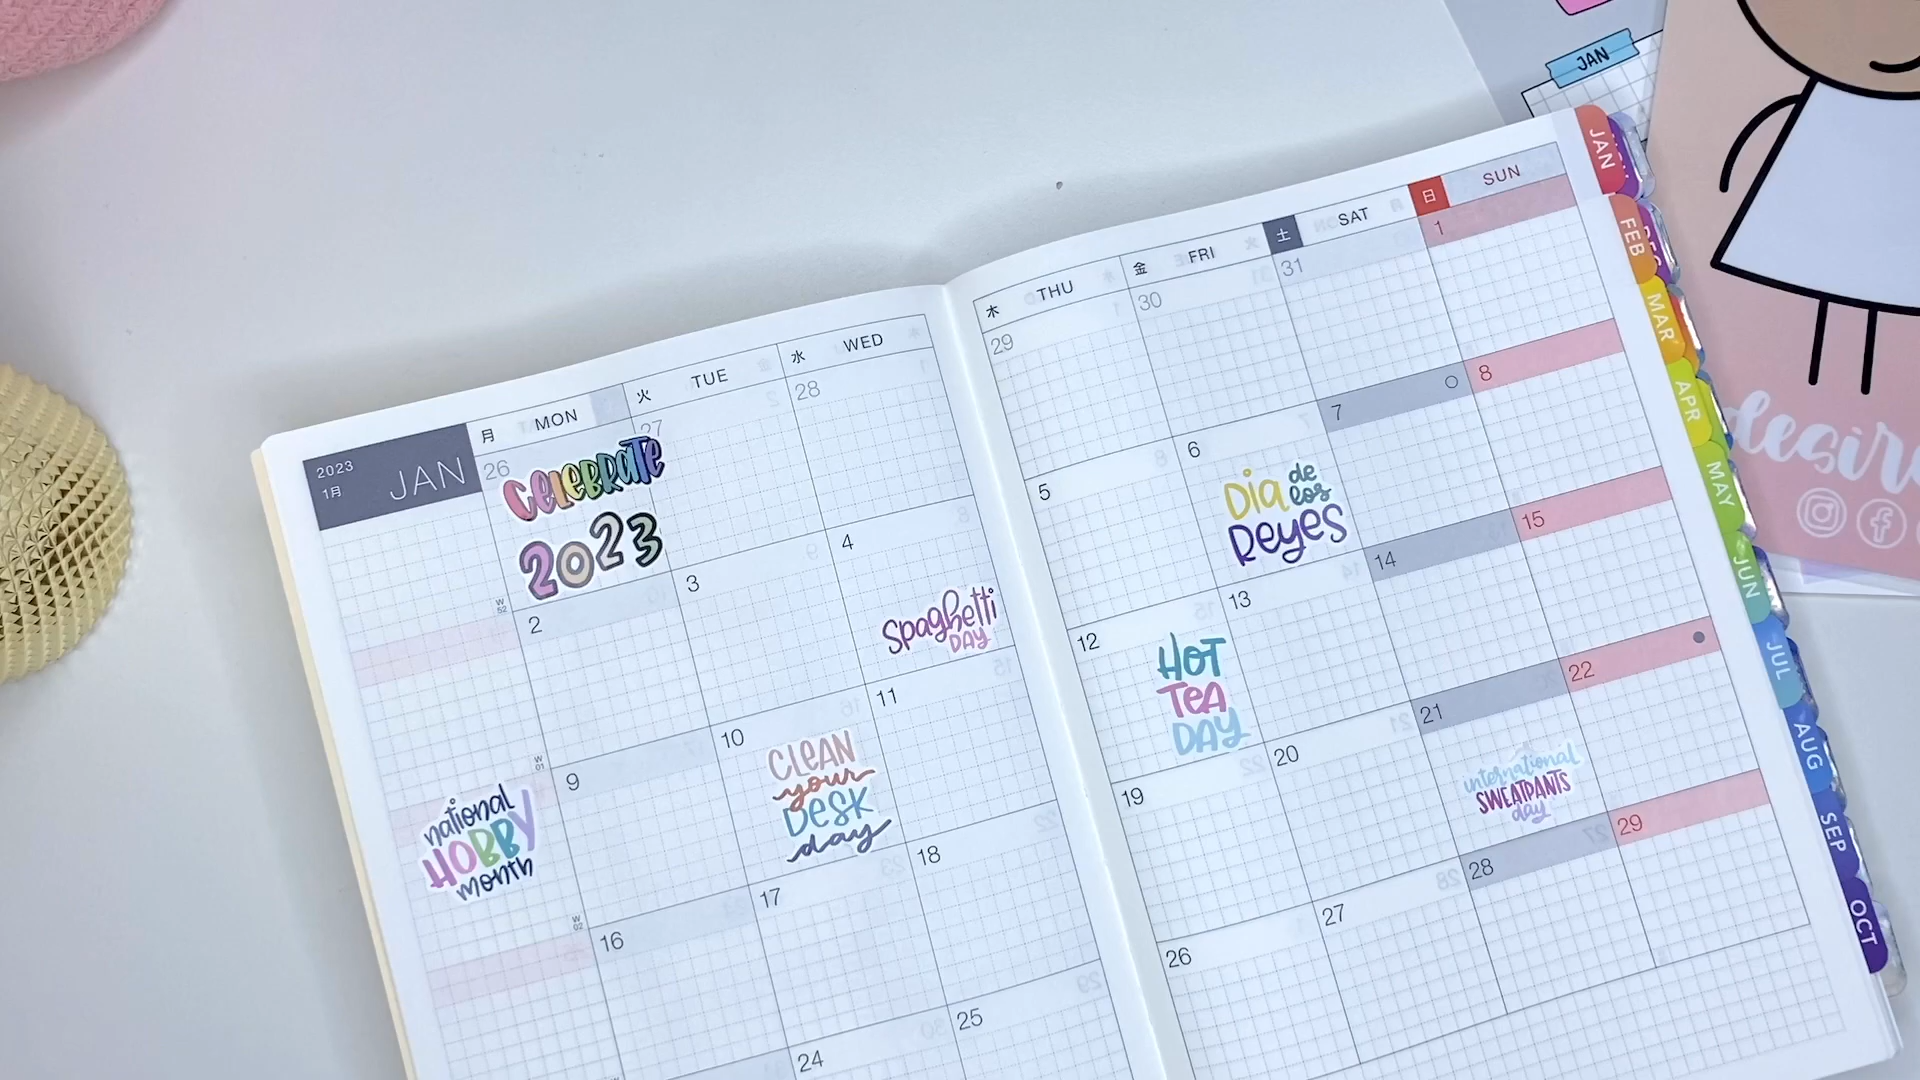 JAN
2023
1月
JAN
月 MON
火 TUE
水 WED
木 THU
金 FRI
土 SAT
日 SUN
26
27
28
29
30
31
1
CELEBRATE
2023
W
52
2
3
4
Spaghetti
DAY
5
6
Dia de
los
Reyes
7
8
W
01
9
10
CLEAN
your
DESK
day
11
12
HOT
TEA
DAY
13
14
15
national
HOBBY
month
W
02
16
17
18
19
20
21
international
SWEATPANTS
day
22
24
25
26
27
28
29
JAN
FEB
MAR
APR
MAY
JUN
JUL
AUG
SEP
OCT